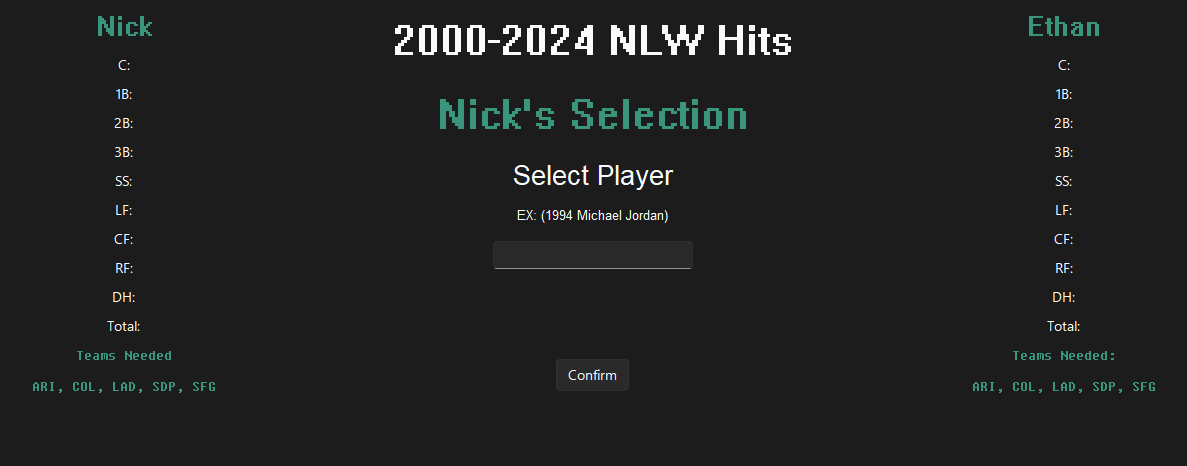 Nick
C:
1B:
2B:
3B:
SS:
LF:
CF:
RF:
DH:
Total:
Teams Needed
ARI, COL, LAD, SDP, SFG
2000-2024 NLW Hits
Nick's Selection
Select Player
EX: (1994 Michael Jordan)
Confirm
Ethan
C:
1B:
2B:
3B:
SS:
LF:
CF:
RF:
DH:
Total:
Teams Needed:
ARI, COL, LAD, SDP, SFG